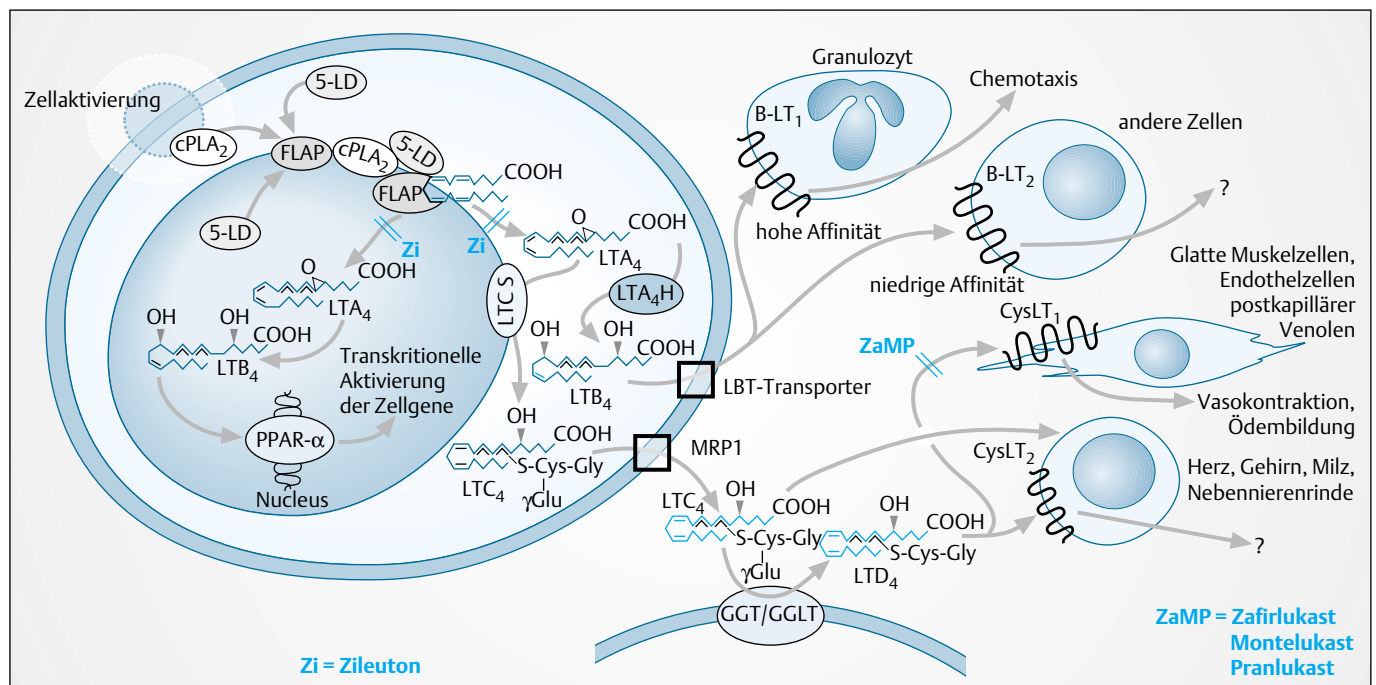 Zellaktivierung
5-LD
cPLA2
FLAP
cPLA2
5-LD
FLAP
COOH
5-LD
Zi
Zi
O
COOH
LTA4
O
COOH
LTA4
LTC S
LTA4H
OH
OH
COOH
LTB4
OH
OH
COOH
LTB4
Transkritionelle
Aktivierung
der Zellgene
PPAR-α
Nucleus
OH
COOH
S-Cys-Gly
LTC4
γGlu
LBT-Transporter
MRP1
Granulozyt
B-LT1
Chemotaxis
hohe Affinität
andere Zellen
B-LT2
?
niedrige Affinität
Glatte Muskelzellen,
Endothelzellen
postkapillärer
Venolen
CysLT1
ZaMP
Vasokontraktion,
Ödembildung
CysLT2
Herz, Gehirn, Milz,
Nebennierenrinde
?
LTC4
OH
COOH
S-Cys-Gly
γGlu
OH
COOH
S-Cys-Gly
LTD4
GGT/GGLT
Zi = Zileuton
ZaMP = Zafirlukast
Montelukast
Pranlukast